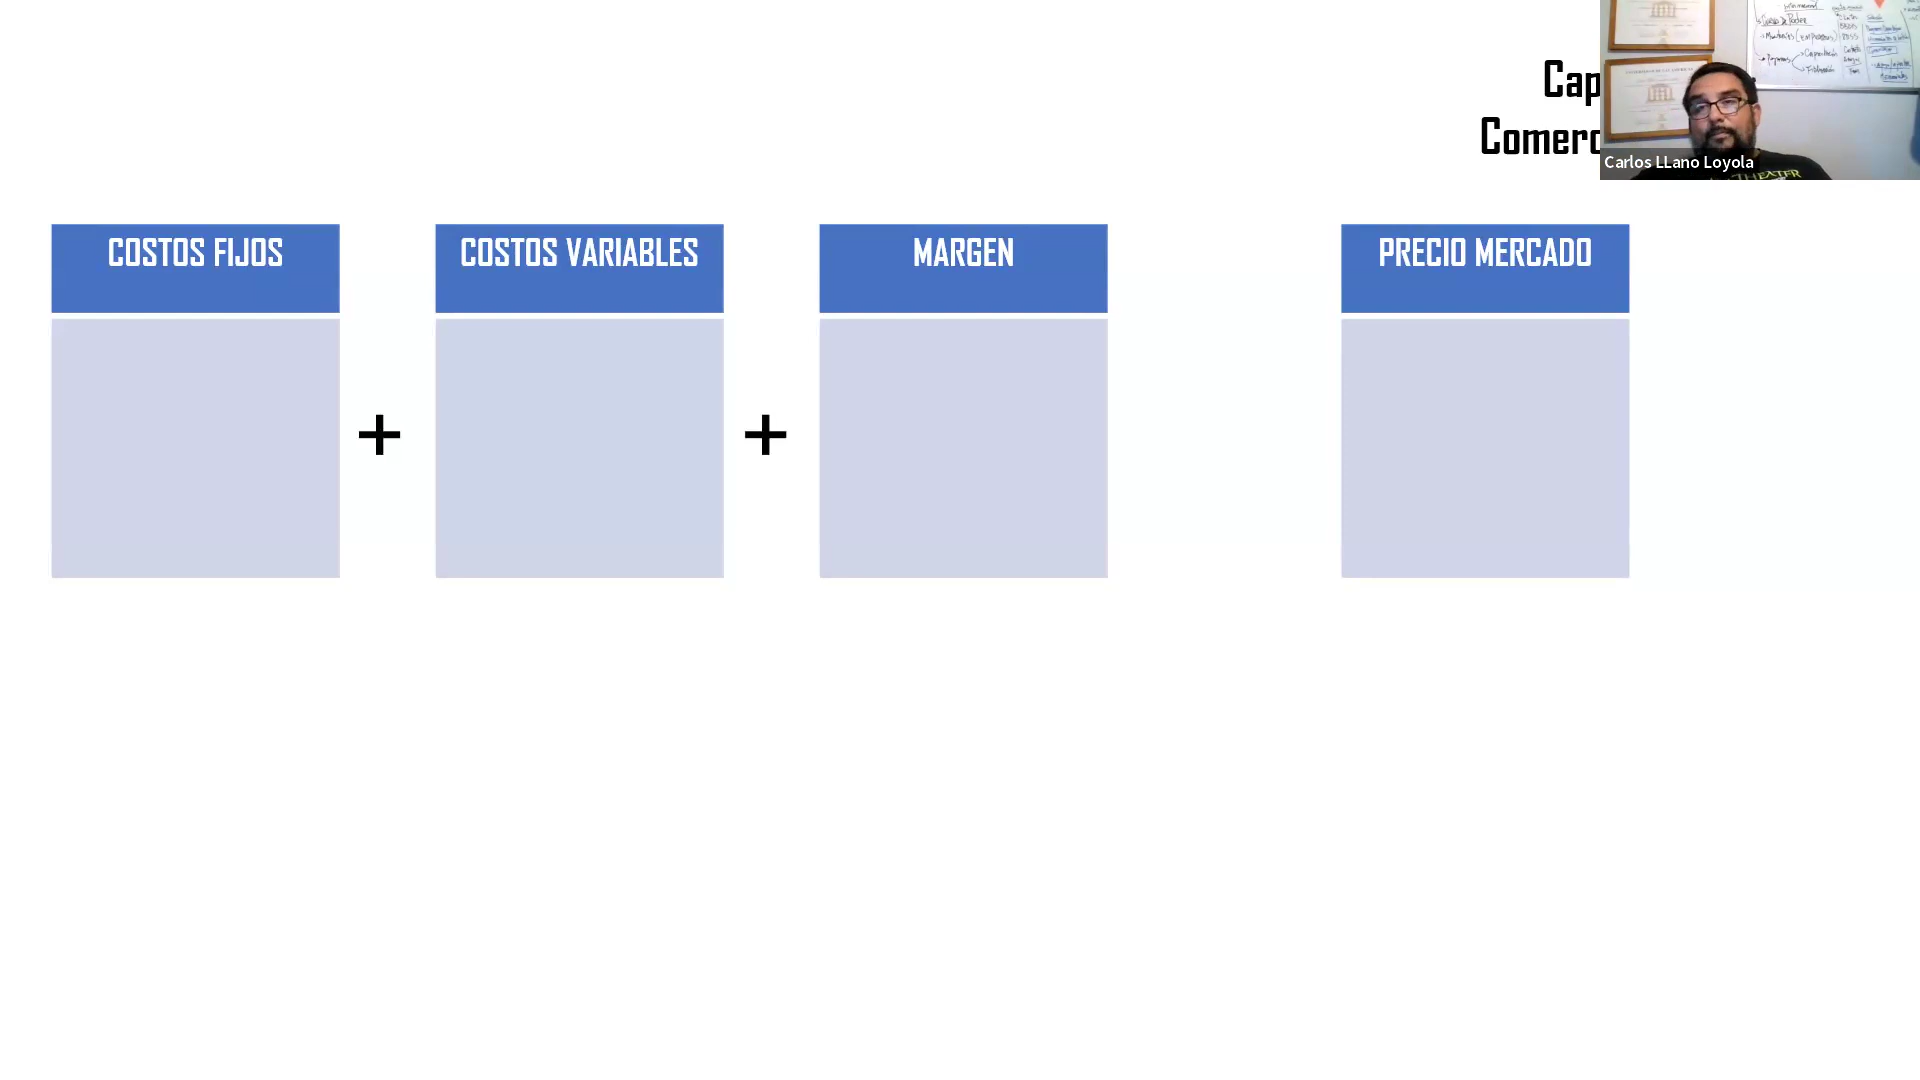 Cap
Comerc
Carlos LLano Loyola
COSTOS FIJOS
COSTOS VARIABLES
MARGEN
PRECIO MERCADO
+
+